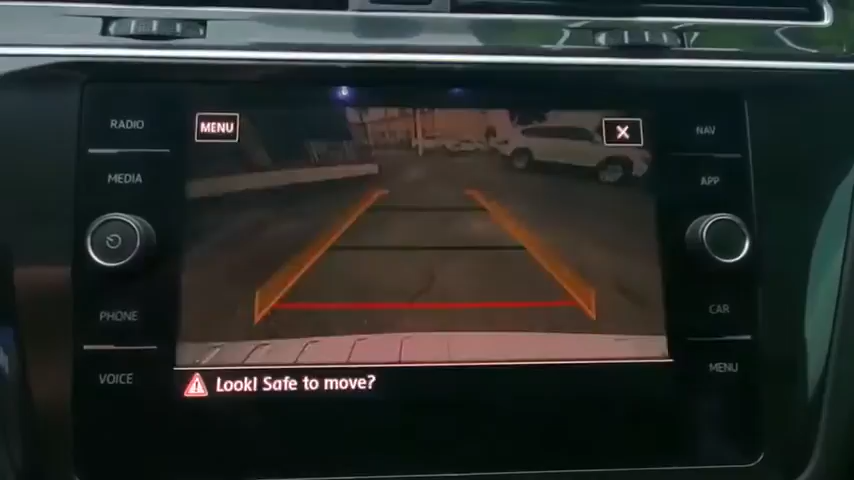 RADIO
MEDIA
PHONE
VOICE
MENU
X
Look! Safe to move?
NAV
APP
CAR
MENU